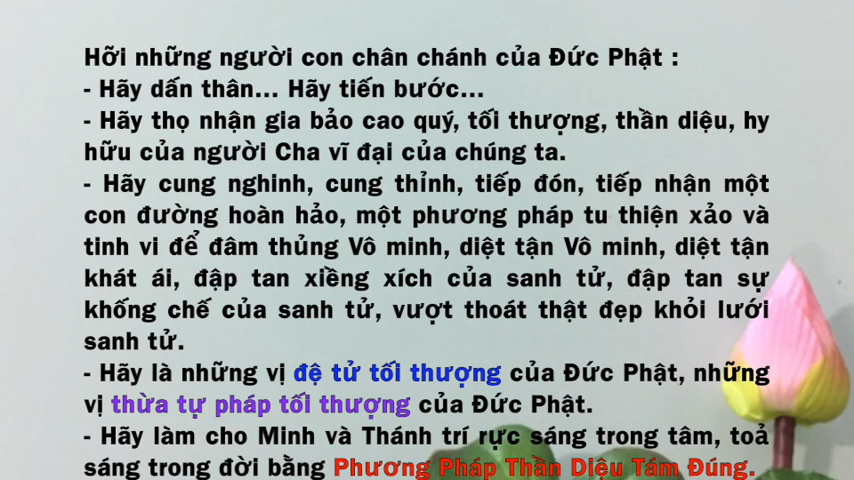 Hỡi những người con chân chánh của Đức Phật :
- Hãy dấn thân... Hãy tiến bước...
- Hãy thọ nhận gia bảo cao quý, tối thượng, thần diệu, hy
hữu của người Cha vĩ đại của chúng ta.
- Hãy cung nghinh, cung thỉnh, tiếp đón, tiếp nhận một
con đường hoàn hảo, một phương pháp tu thiện xảo và
tinh vi để đâm thủng Vô minh, diệt tận Vô minh, diệt tận
khát ái, đập tan xiềng xích của sanh tử, đập tan sự
khống chế của sanh tử, vượt thoát thật đẹp khỏi lưới
sanh tử.
- Hãy là những vị đệ tử tối thượng của Đức Phật, những
vị thừa tự pháp tối thượng của Đức Phật.
- Hãy làm cho Minh và Thánh trí rực sáng trong tâm, toả
sáng trong đời bằng Phương Pháp Thần Diệu Tám Đúng.